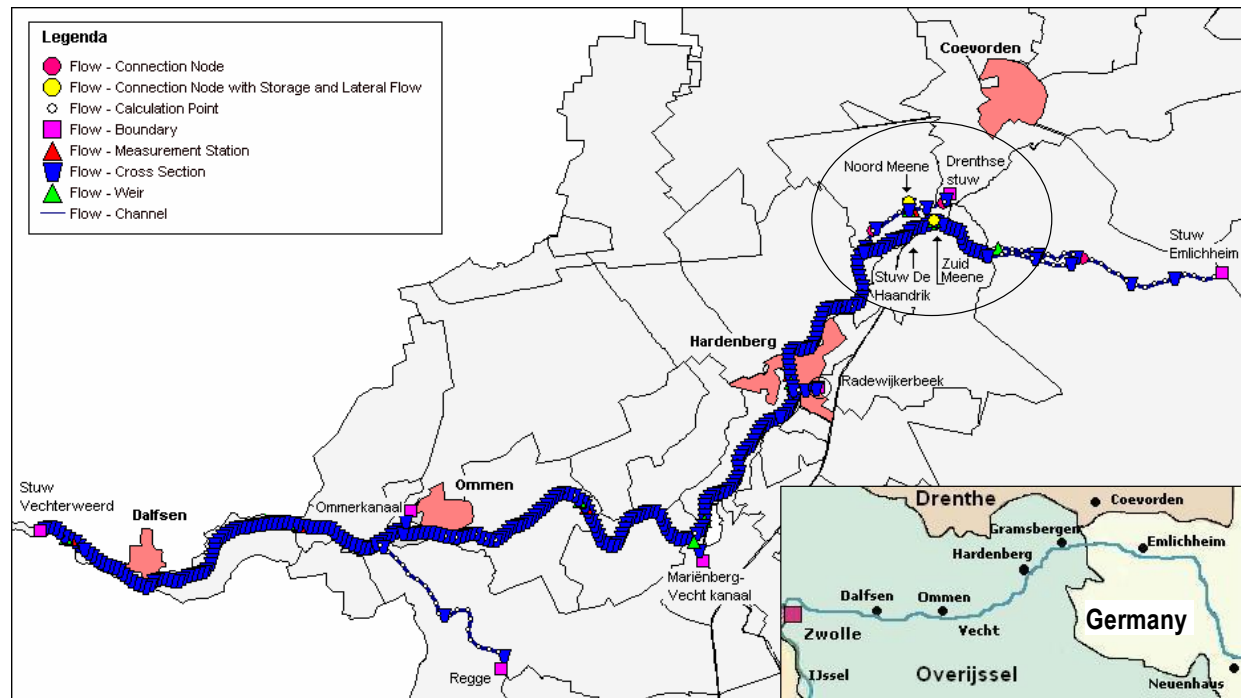 Legenda
Flow - Connection Node
Flow - Connection Node with Storage and Lateral Flow
Flow - Calculation Point
Flow - Boundary
Flow - Measurement Station
Flow - Cross Section
Flow - Weir
Flow - Channel
Coevorden
Noord Meene
Drenthse
stuw
Stuw
Emlichheim
Stuw De
Haandrik
Zuid
Meene
Hardenberg
Radewijkerbeek
Ommen
Ommerkanaal
Stuw
Vechterweerd
Dalfsen
Mariënberg-
Vecht kanaal
Regge
Drenthe
Coevorden
Gramsbergen
Emlichheim
Hardenberg
Dalfsen
Ommen
Vecht
Germany
Zwolle
IJssel
Overijssel
Neuenhaus